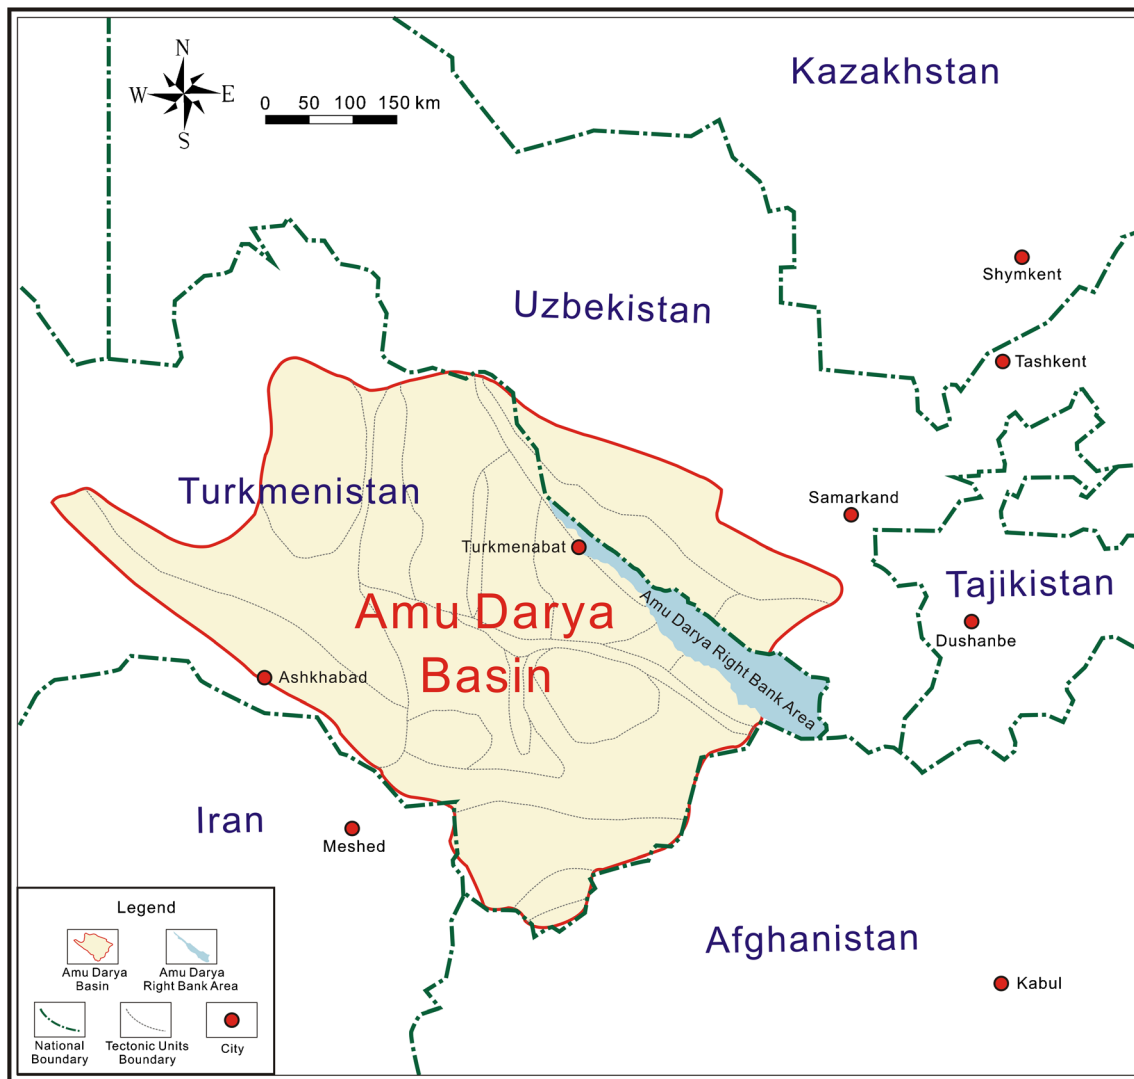 N
W E
S
0 50 100 150 km
Kazakhstan
Shymkent
Uzbekistan
Tashkent
Turkmenistan
Samarkand
Turkmenabat
Tajikistan
Amu Darya
Basin
Amu Darya Right Bank Area
Dushanbe
Ashkhabad
Iran
Meshed
Afghanistan
Kabul
Legend
Amu Darya
Basin
Amu Darya
Right Bank Area
National
Boundary
Tectonic Units
Boundary
City